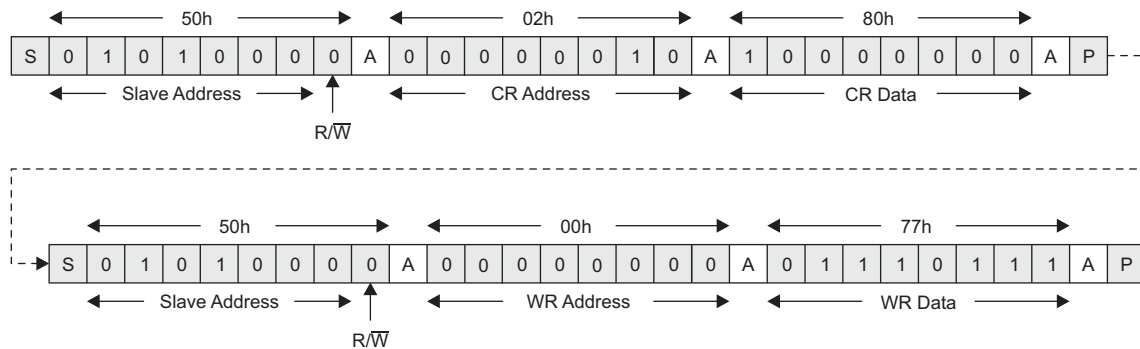 50h 02h 80h
S 0 1 0 1 0 0 0 0 A 0 0 0 0 0 0 1 0 A 1 0 0 0 0 0 0 0 A P
Slave Address CR Address CR Data
R/W̅
50h 00h 77h
S 0 1 0 1 0 0 0 0 A 0 0 0 0 0 0 0 0 A 0 1 1 1 0 1 1 1 A P
Slave Address WR Address WR Data
R/W̅